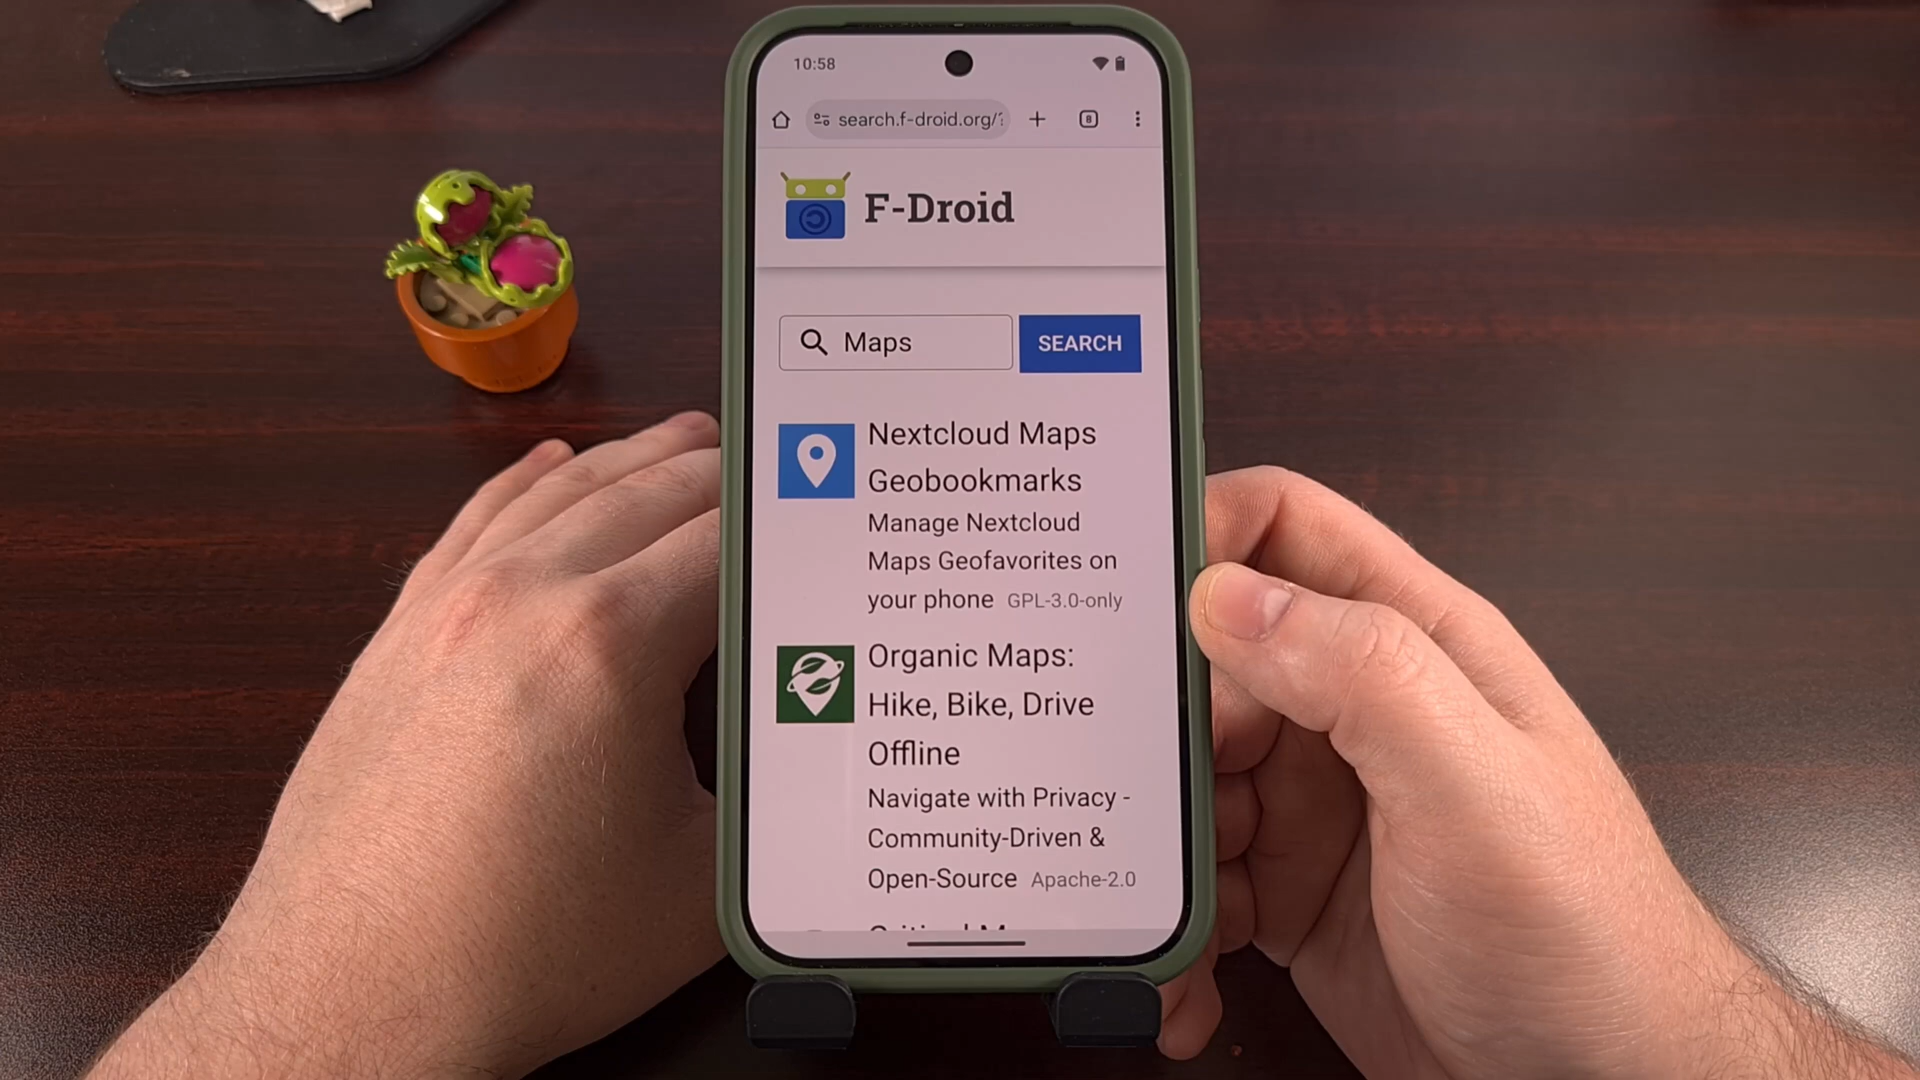 10:58
search.f-droid.org/
8
F-Droid
Maps
SEARCH
Nextcloud Maps
Geobookmarks
Manage Nextcloud
Maps Geofavorites on
your phone GPL-3.0-only
Organic Maps:
Hike, Bike, Drive
Offline
Navigate with Privacy -
Community-Driven &
Open-Source Apache-2.0